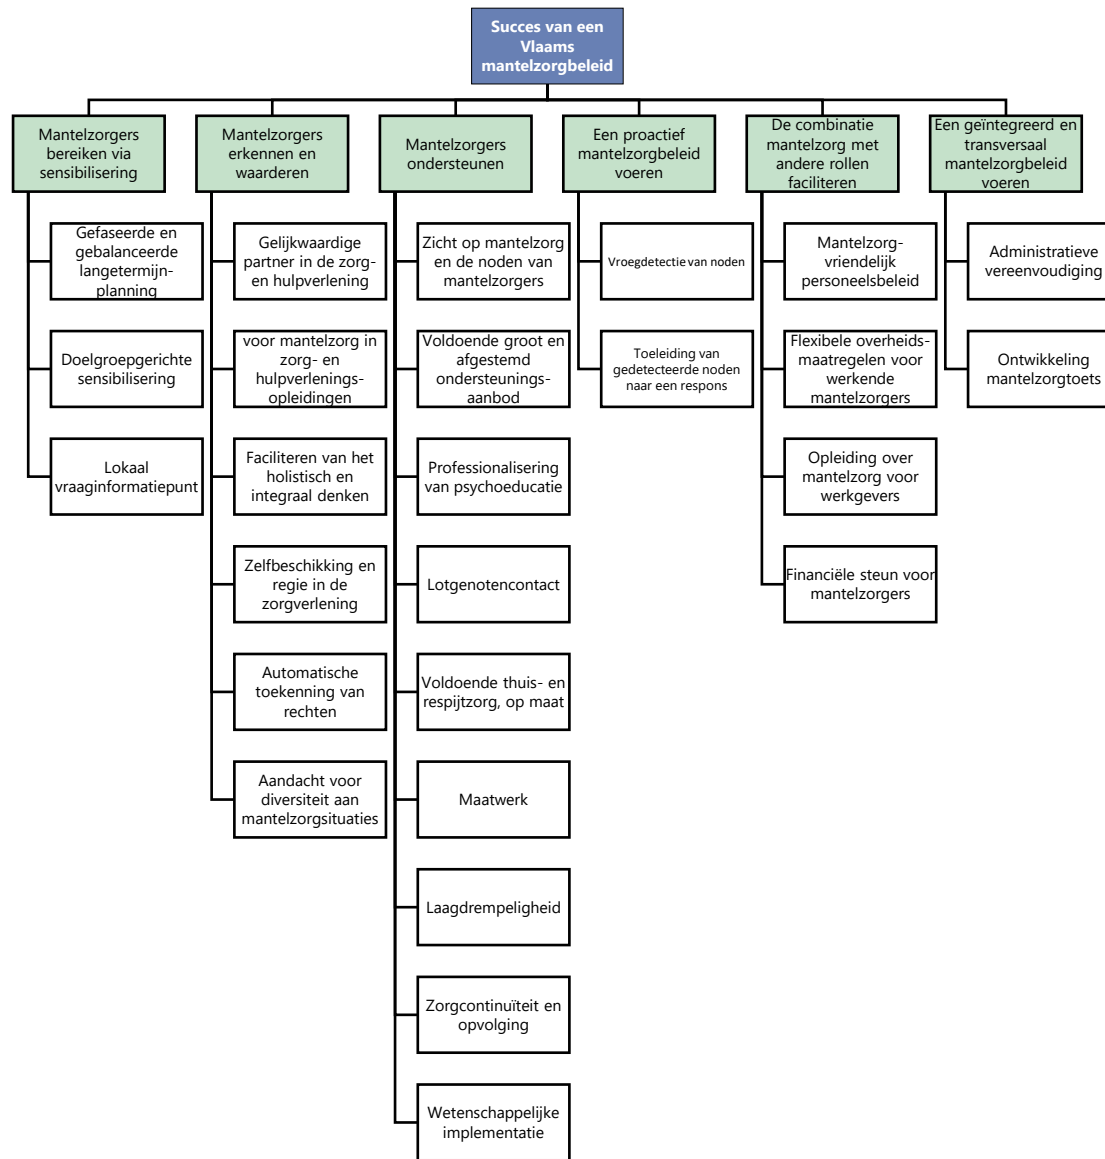 Succes van een
Vlaams
mantelzorgbeleid
Mantelzorgers
bereiken via
sensibilisering
Gefaseerde en
gebalanceerde
langetermijn-
planning
Doelgroepgerichte
sensibilisering
Lokaal
vraaginformatiepunt
Mantelzorgers
erkennen en
waarderen
Gelijkwaardige
partner in de zorg-
en hulpverlening
voor mantelzorg in
zorg- en
hulpverlenings-
opleidingen
Faciliteren van het
holistisch en
integraal denken
Zelfbeschikking en
regie in de
zorgverlening
Automatische
toekenning van
rechten
Aandacht voor
diversiteit aan
mantelzorgsituaties
Mantelzorgers
ondersteunen
Zicht op mantelzorg
en de noden van
mantelzorgers
Voldoende groot en
afgestemd
ondersteunings-
aanbod
Professionalisering
van psychoeducatie
Lotgenotencontact
Voldoende thuis- en
respijtzorg, op maat
Maatwerk
Laagdrempeligheid
Zorgcontinuïteit en
opvolging
Wetenschappelijke
implementatie
Een proactief
mantelzorgbeleid
voeren
Vroegdetectie van noden
Toeleiding van
gedetecteerde noden
naar een respons
De combinatie
mantelzorg met
andere rollen
faciliteren
Mantelzorg-
vriendelijk
personeelsbeleid
Flexibele overheids-
maatregelen voor
werkende
mantelzorgers
Opleiding over
mantelzorg voor
werkgevers
Financiële steun voor
mantelzorgers
Een geïntegreerd en
transversaal
mantelzorgbeleid
voeren
Administratieve
vereenvoudiging
Ontwikkeling
mantelzorgtoets